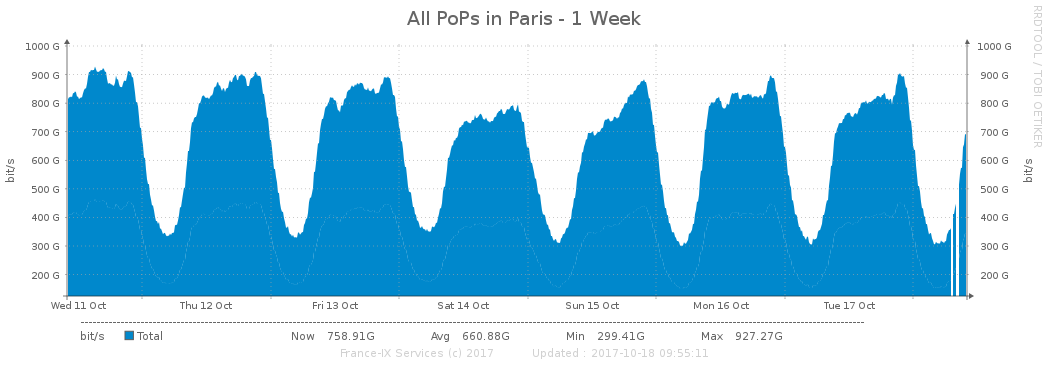 All PoPs in Paris - 1 Week
RRDTOOL / TOBI OETIKER
1000 G 1000 G
900 G 900 G
800 G 800 G
700 G 700 G
600 G 600 G
500 G 500 G
400 G 400 G
300 G 300 G
200 G 200 G
bit/s bit/s
Wed 11 Oct Thu 12 Oct Fri 13 Oct Sat 14 Oct Sun 15 Oct Mon 16 Oct Tue 17 Oct
bit/s Total Now 758.91G Avg 660.88G Min 299.41G Max 927.27G
France-IX Services (c) 2017 Updated : 2017-10-18 09:55:11